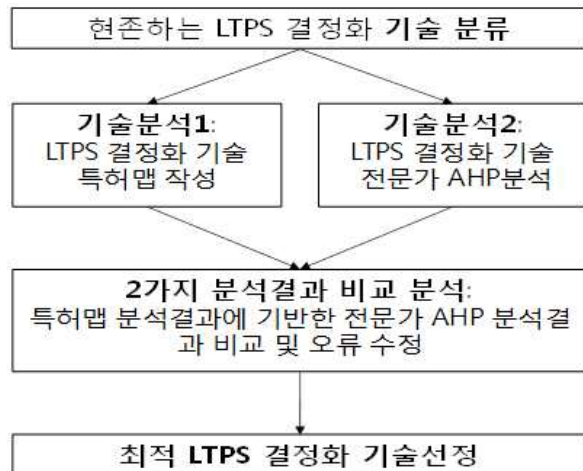 현존하는 LTPS 결정화 기술 분류
기술분석1:
LTPS 결정화 기술
특허맵 작성
기술분석2:
LTPS 결정화 기술
전문가 AHP분석
2가지 분석결과 비교 분석:
특허맵 분석결과에 기반한 전문가 AHP 분석결
과 비교 및 오류 수정
최적 LTPS 결정화 기술선정